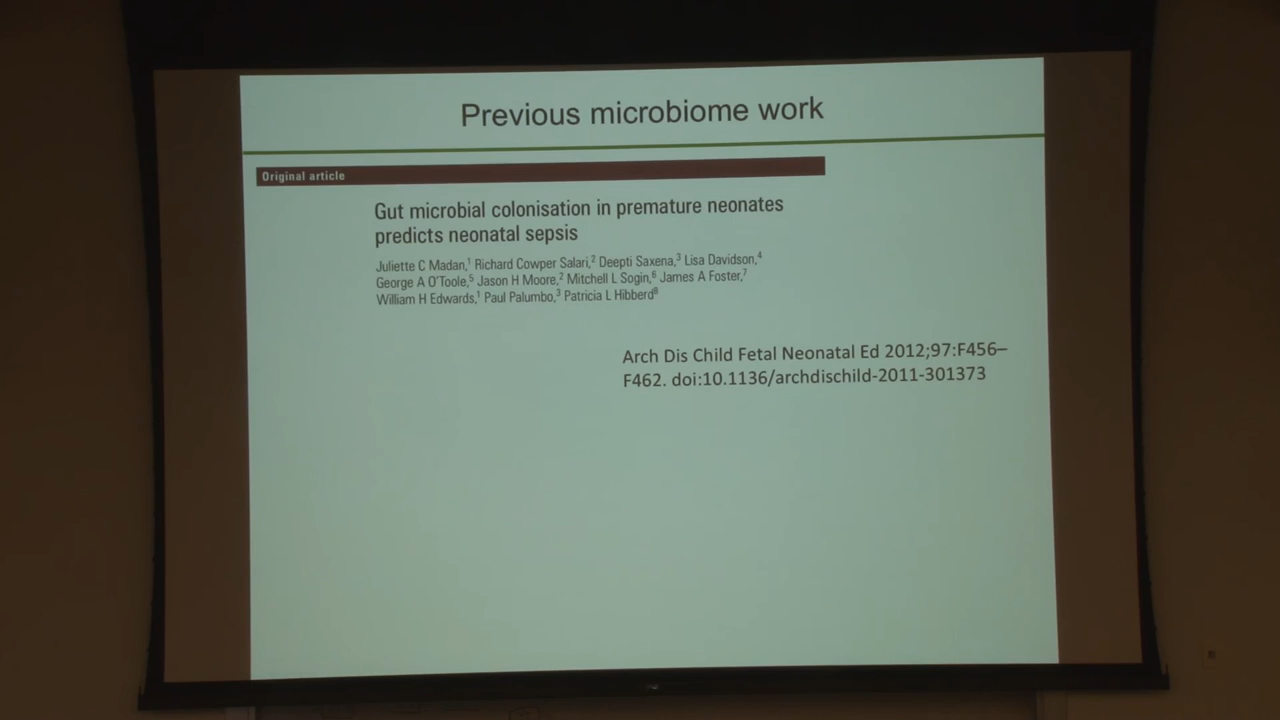 Previous microbiome work
Original article
Gut microbial colonisation in premature neonates
predicts neonatal sepsis
Juliette C Madan,¹ Richard Cowper Salari,² Deepti Saxena,³ Lisa Davidson,⁴
George A O'Toole,⁵ Jason H Moore,² Mitchell L Sogin,⁶ James A Foster,⁷
William H Edwards,¹ Paul Palumbo,³ Patricia L Hibberd⁸
Arch Dis Child Fetal Neonatal Ed 2012;97:F456–
F462. doi:10.1136/archdischild-2011-301373